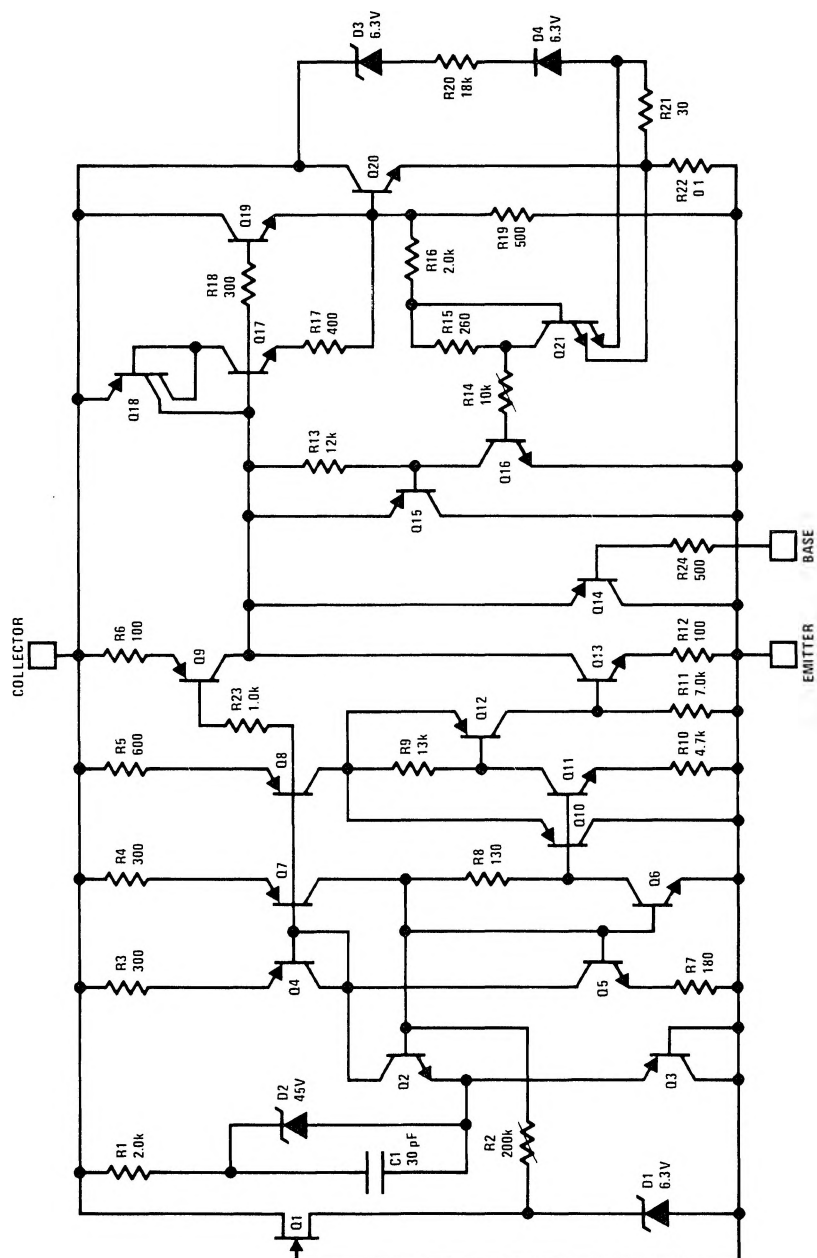 COLLECTOR
R1
2.0k
R3
300
R4
300
R5
600
R6
100
Q1
D2
45V
C1
30 pF
Q2
Q3
R2
200k
D1
6.3V
Q4
Q5
R7
180
Q7
R8
130
Q6
Q8
R23
1.0k
Q9
R9
13k
Q12
Q10
Q11
R10
4.7k
R11
7.0k
Q13
R12
100
Q14
R24
500
EMITTER
BASE
Q18
Q17
R17
400
R18
300
Q19
R13
12k
Q15
Q16
R14
10k
R15
260
R16
2.0k
Q21
R19
500
Q20
D3
6.3V
R20
18k
D4
6.3V
R21
30
R22
0.1